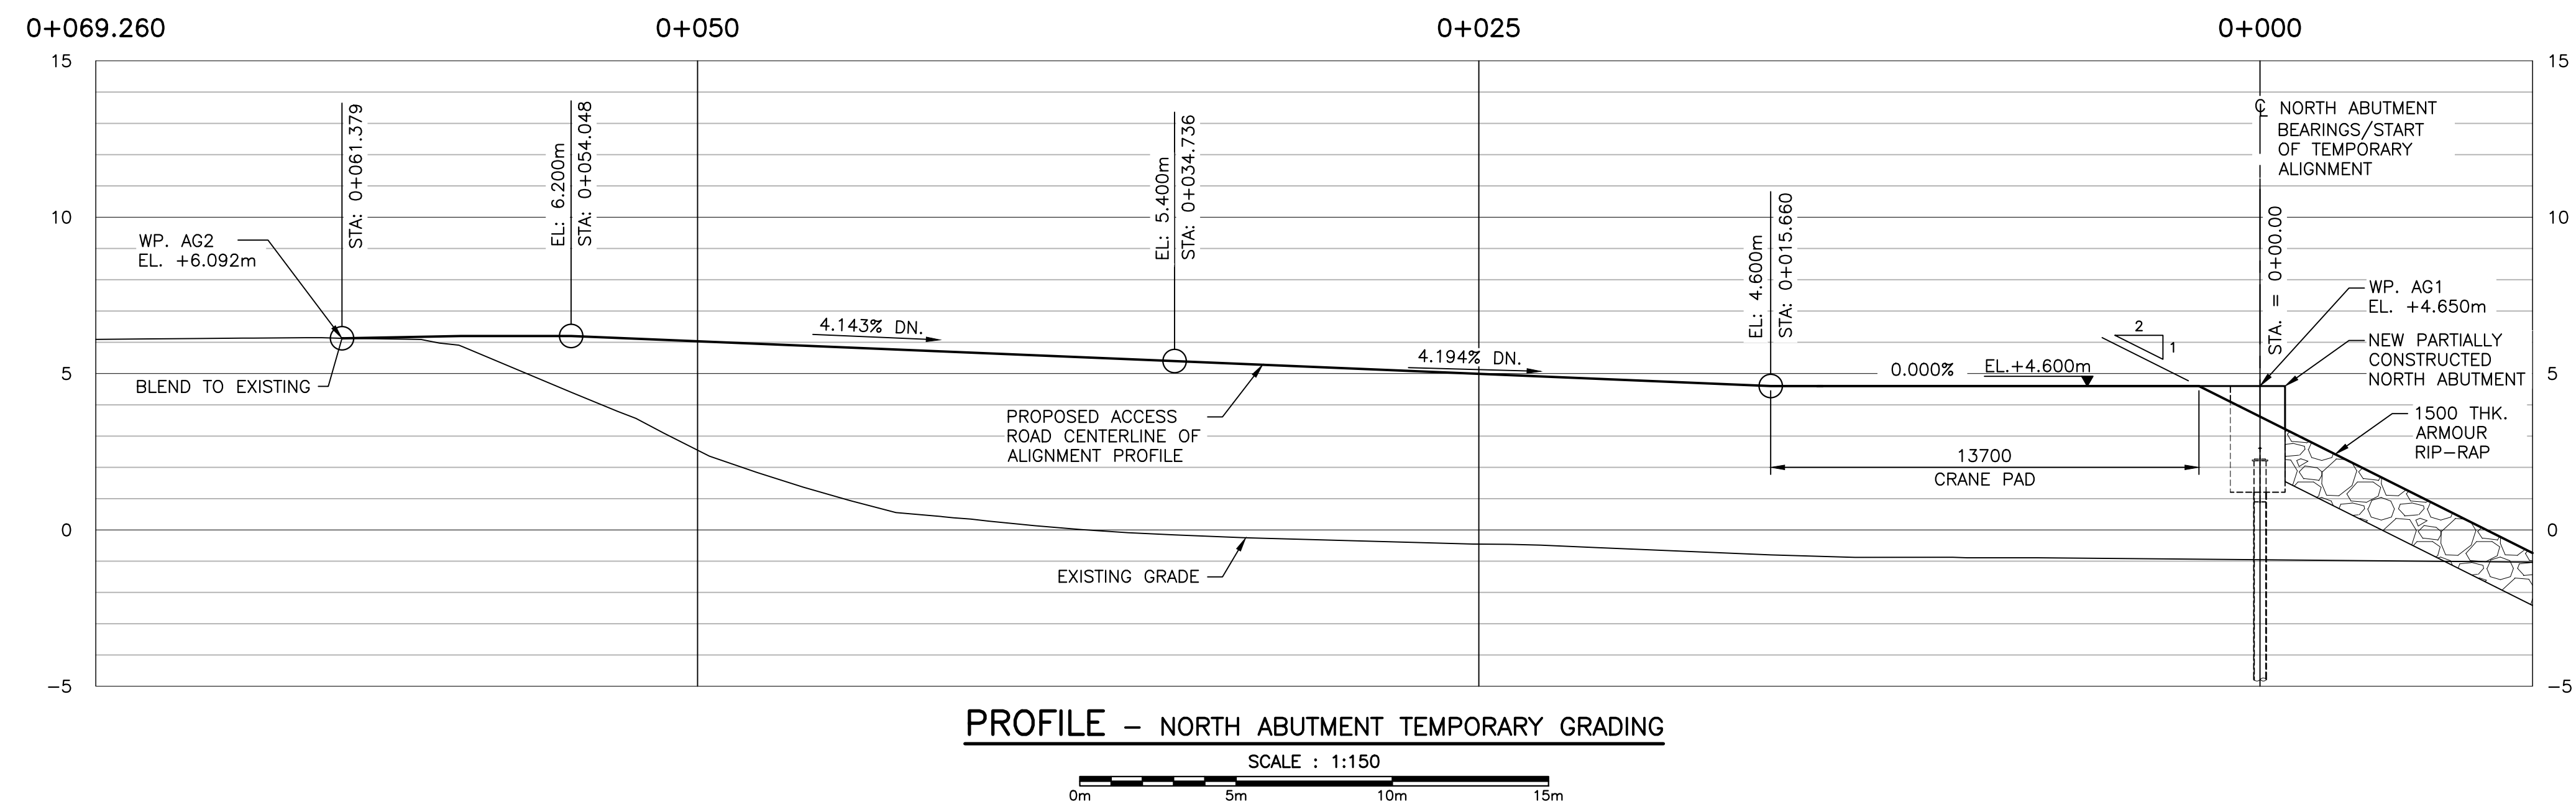 0+069.260
0+050
0+025
0+000
15
15
10
10
5
5
0
0
-5
-5
STA: 0+061.379
EL: 6.200m
STA: 0+054.048
EL: 5.400m
STA: 0+034.736
EL: 4.600m
STA: 0+015.660
℄ NORTH ABUTMENT
BEARINGS/START
OF TEMPORARY
ALIGNMENT
STA. = 0+00.00
WP. AG2
EL. +6.092m
BLEND TO EXISTING
4.143% DN.
4.194% DN.
0.000%
EL.+4.600m
2
1
WP. AG1
EL. +4.650m
NEW PARTIALLY
CONSTRUCTED
NORTH ABUTMENT
1500 THK.
ARMOUR
RIP-RAP
PROPOSED ACCESS
ROAD CENTERLINE OF
ALIGNMENT PROFILE
13700
CRANE PAD
EXISTING GRADE
PROFILE - NORTH ABUTMENT TEMPORARY GRADING
SCALE : 1:150
0m 5m 10m 15m